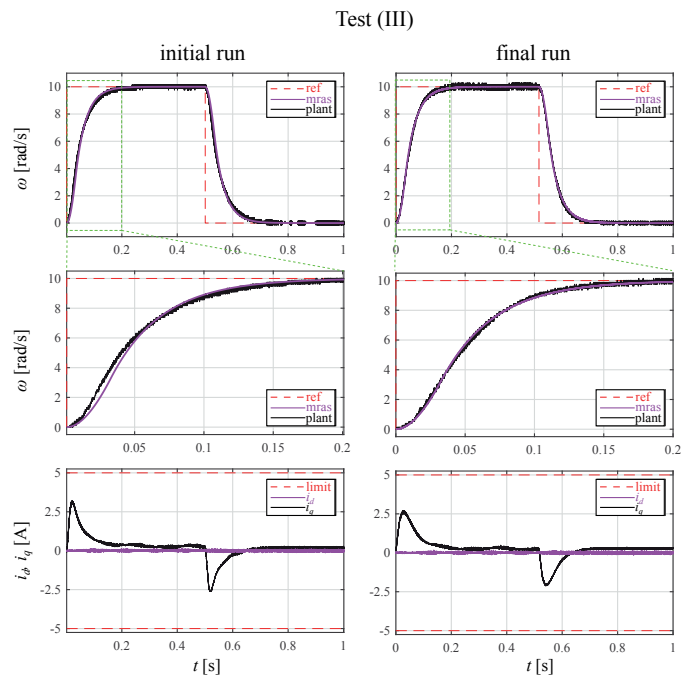 Test (III)
initial run
final run
ω [rad/s]
10
8
6
4
2
0
0.2
0.4
0.6
0.8
1
ref
mras
plant
10
8
6
4
2
0
0
0.2
0.4
0.6
0.8
1
ref
mras
plant
ω [rad/s]
10
8
6
4
2
0
0.05
0.1
0.15
0.2
ref
mras
plant
10
8
6
4
2
0
0
0.05
0.1
0.15
0.2
ref
mras
plant
i_d, i_q [A]
5
2.5
0
-2.5
-5
0.2
0.4
0.6
0.8
1
limit
i_d
i_q
t [s]
5
2.5
0
-2.5
-5
0
0.2
0.4
0.6
0.8
1
limit
i_d
i_q
t [s]